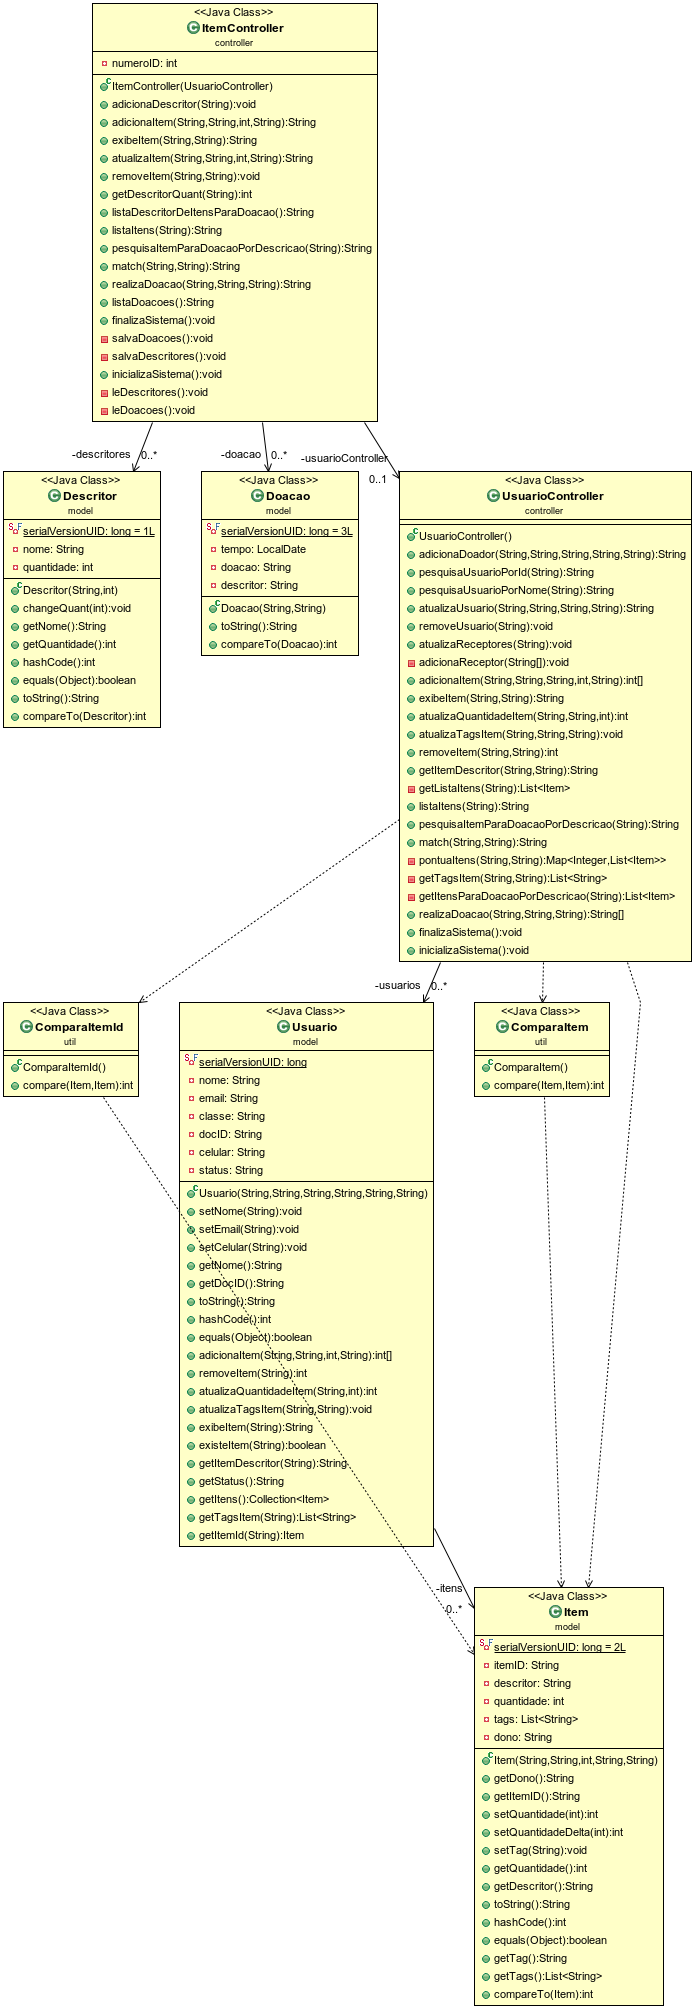 <<Java Class>>
ItemController
controller
numeroID: int
ItemController(UsuarioController)
adicionaDescritor(String):void
adicionaItem(String,String,int,String):String
exibeItem(String,String):String
atualizaItem(String,String,int,String):String
removeItem(String,String):void
getDescritorQuant(String):int
listaDescritorDeItensParaDoacao():String
listaItens(String):String
pesquisaItemParaDoacaoPorDescricao(String):String
match(String,String):String
realizaDoacao(String,String,String):String
listaDoacoes():String
finalizaSistema():void
salvaDoacoes():void
salvaDescritores():void
inicializaSistema():void
leDescritores():void
leDoacoes():void
-descritores
0..*
-doacao
0..*
-usuarioController
0..1
<<Java Class>>
Descritor
model
serialVersionUID: long = 1L
nome: String
quantidade: int
Descritor(String,int)
changeQuant(int):void
getNome():String
getQuantidade():int
hashCode():int
equals(Object):boolean
toString():String
compareTo(Descritor):int
<<Java Class>>
Doacao
model
serialVersionUID: long = 3L
tempo: LocalDate
doacao: String
descritor: String
Doacao(String,String)
toString():String
compareTo(Doacao):int
<<Java Class>>
UsuarioController
controller
UsuarioController()
adicionaDoador(String,String,String,String,String):String
pesquisaUsuarioPorId(String):String
pesquisaUsuarioPorNome(String):String
atualizaUsuario(String,String,String,String):String
removeUsuario(String):void
atualizaReceptores(String):void
adicionaReceptor(String[]):void
adicionaItem(String,String,String,int,String):int[]
exibeItem(String,String):String
atualizaQuantidadeItem(String,String,int):int
atualizaTagsItem(String,String,String):void
removeItem(String,String):int
getItemDescritor(String,String):String
getListaItens(String):List<Item>
listaItens(String):String
pesquisaItemParaDoacaoPorDescricao(String):String
match(String,String):String
pontuaItens(String,String):Map<Integer,List<Item>>
getTagsItem(String,String):List<String>
getItensParaDoacaoPorDescricao(String):List<Item>
realizaDoacao(String,String,String):String[]
finalizaSistema():void
inicializaSistema():void
-usuarios
0..*
<<Java Class>>
ComparaItemId
util
ComparaItemId()
compare(Item,Item):int
<<Java Class>>
Usuario
model
serialVersionUID: long
nome: String
email: String
classe: String
docID: String
celular: String
status: String
Usuario(String,String,String,String,String,String)
setNome(String):void
setEmail(String):void
setCelular(String):void
getNome():String
getDocID():String
toString():String
hashCode():int
equals(Object):boolean
adicionaItem(String,String,int,String):int[]
removeItem(String):int
atualizaQuantidadeItem(String,int):int
atualizaTagsItem(String,String):void
exibeItem(String):String
existeItem(String):boolean
getItemDescritor(String):String
getStatus():String
getItens():Collection<Item>
getTagsItem(String):List<String>
getItemId(String):Item
<<Java Class>>
ComparaItem
util
ComparaItem()
compare(Item,Item):int
-itens
0..*
<<Java Class>>
Item
model
serialVersionUID: long = 2L
itemID: String
descritor: String
quantidade: int
tags: List<String>
dono: String
Item(String,String,int,String,String)
getDono():String
getItemID():String
setQuantidade(int):int
setQuantidadeDelta(int):int
setTag(String):void
getQuantidade():int
getDescritor():String
toString():String
hashCode():int
equals(Object):boolean
getTag():String
getTags():List<String>
compareTo(Item):int